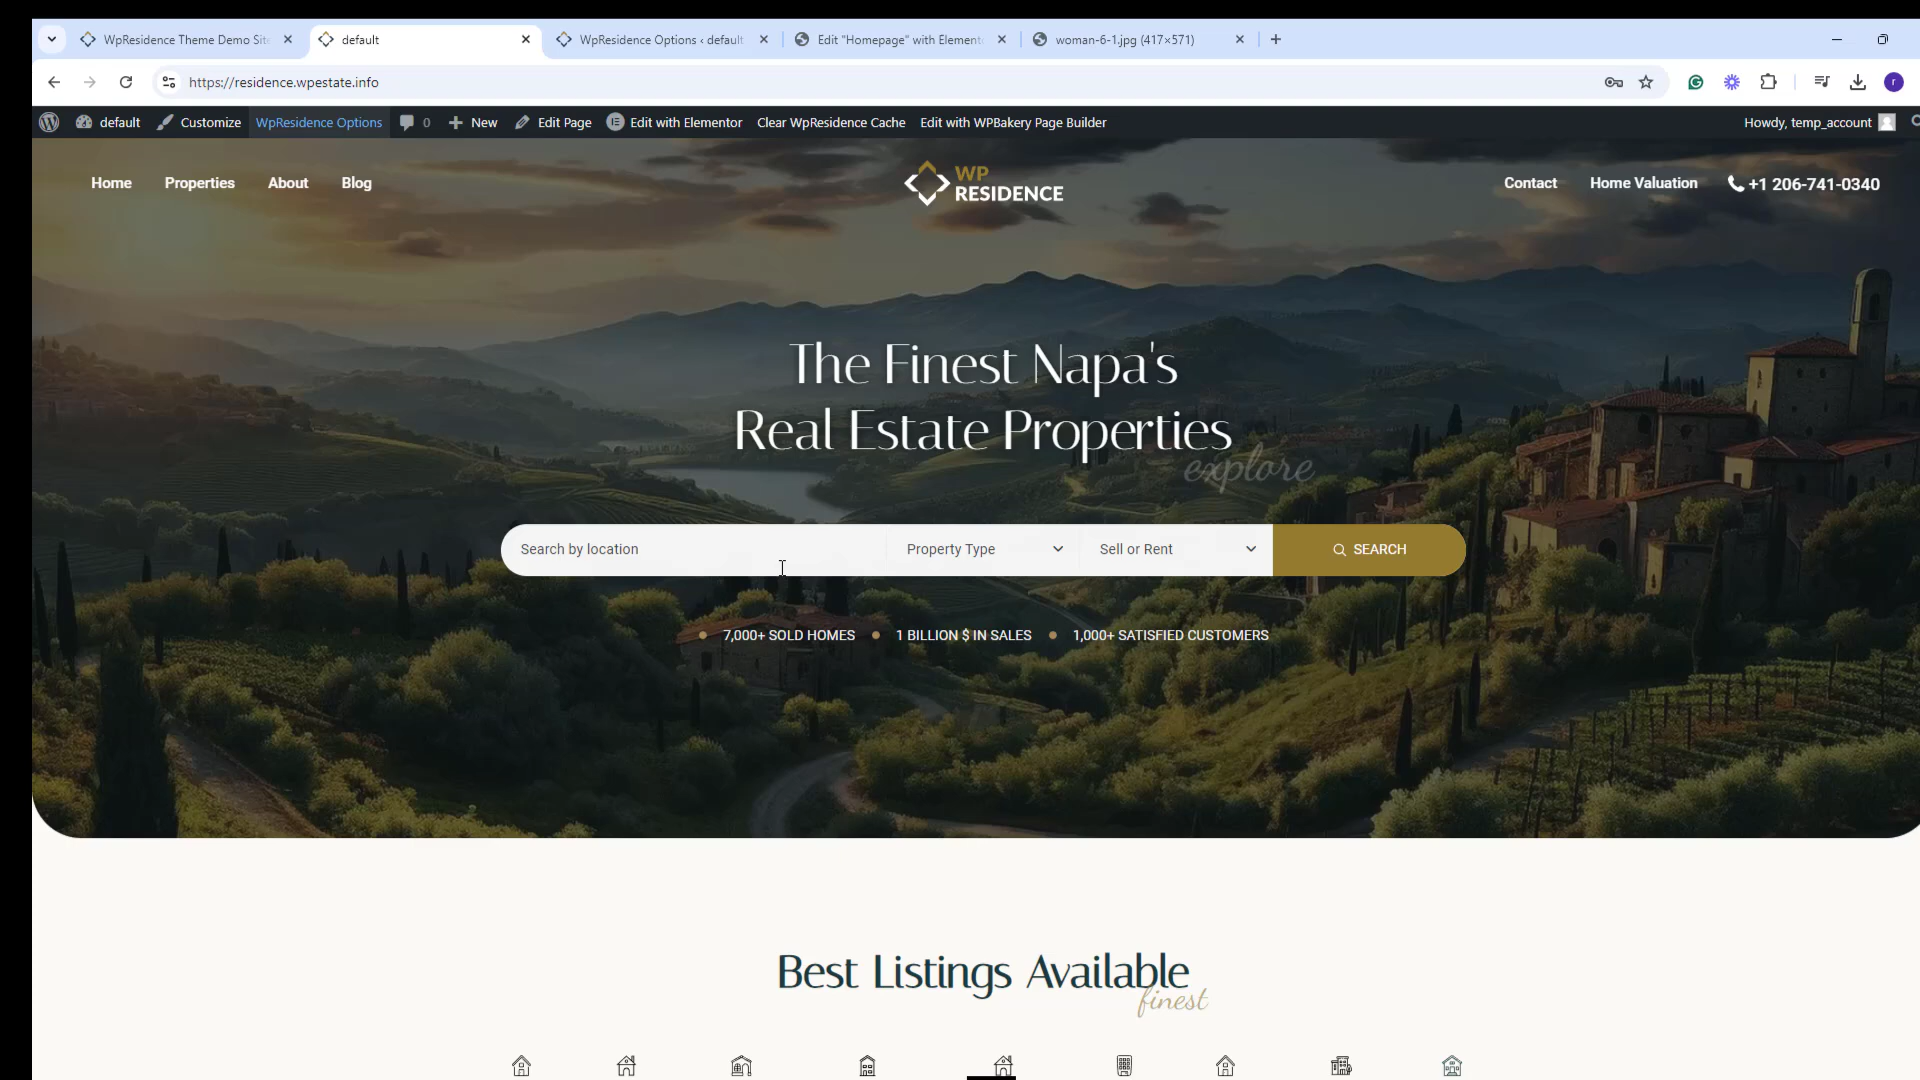 WpResidence Theme Demo Site
default
WpResidence Options ‹ default
Edit "Homepage" with Element
woman-6-1.jpg (417×571)
https://residence.wpestate.info
r
default
Customize
WpResidence Options
0
New
Edit Page
Edit with Elementor
Clear WpResidence Cache
Edit with WPBakery Page Builder
Howdy, temp_account
Home
Properties
About
Blog
WP
RESIDENCE
Contact
Home Valuation
+1 206-741-0340
The Finest Napa's
Real Estate Properties
explore
Search by location
Property Type
Sell or Rent
SEARCH
7,000+ SOLD HOMES
1 BILLION $ IN SALES
1,000+ SATISFIED CUSTOMERS
Best Listings Available
finest